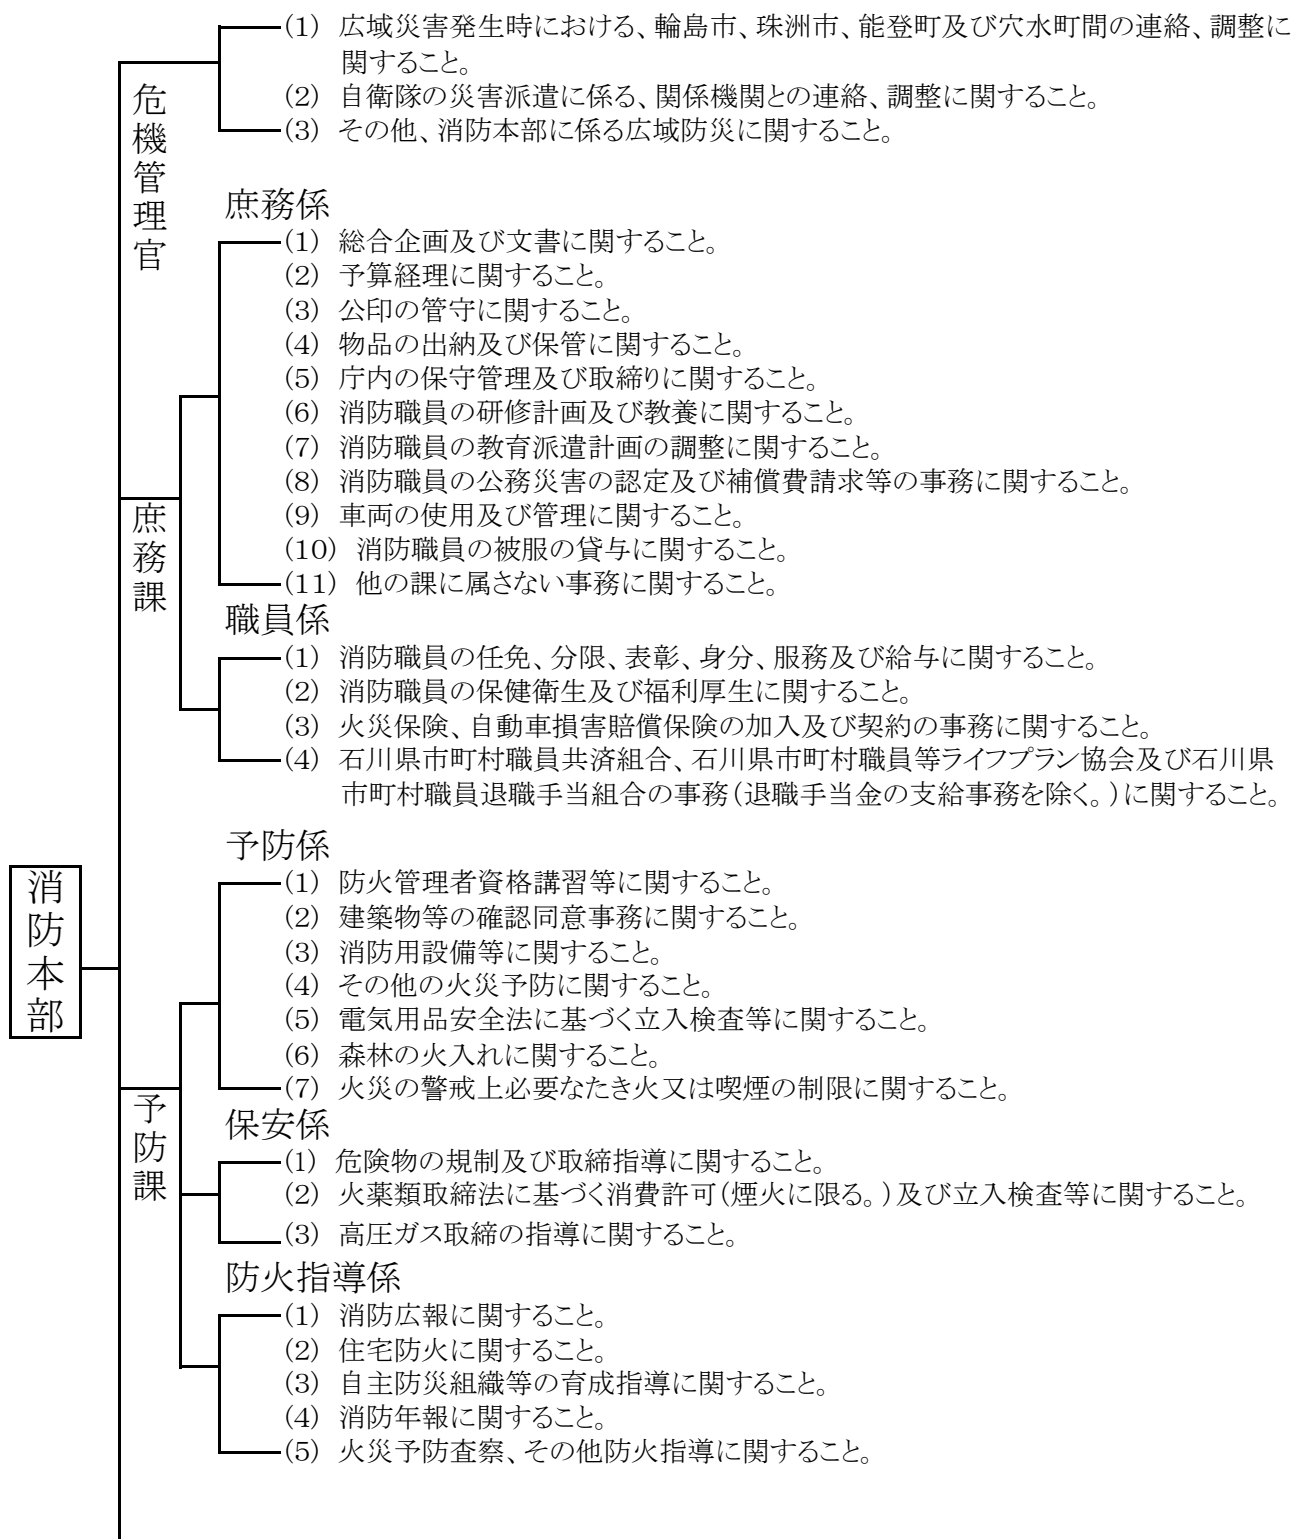 消防本部
危機管理官
(1) 広域災害発生時における、輪島市、珠洲市、能登町及び穴水町間の連絡、調整に
関すること。
(2) 自衛隊の災害派遣に係る、関係機関との連絡、調整に関すること。
(3) その他、消防本部に係る広域防災に関すること。
庶務課
庶務係
(1) 総合企画及び文書に関すること。
(2) 予算経理に関すること。
(3) 公印の管守に関すること。
(4) 物品の出納及び保管に関すること。
(5) 庁内の保守管理及び取締りに関すること。
(6) 消防職員の研修計画及び教養に関すること。
(7) 消防職員の教育派遣計画の調整に関すること。
(8) 消防職員の公務災害の認定及び補償費請求等の事務に関すること。
(9) 車両の使用及び管理に関すること。
(10) 消防職員の被服の貸与に関すること。
(11) 他の課に属さない事務に関すること。
職員係
(1) 消防職員の任免、分限、表彰、身分、服務及び給与に関すること。
(2) 消防職員の保健衛生及び福利厚生に関すること。
(3) 火災保険、自動車損害賠償保険の加入及び契約の事務に関すること。
(4) 石川県市町村職員共済組合、石川県市町村職員等ライフプラン協会及び石川県
市町村職員退職手当組合の事務(退職手当金の支給事務を除く。)に関すること。
予防課
予防係
(1) 防火管理者資格講習等に関すること。
(2) 建築物等の確認同意事務に関すること。
(3) 消防用設備等に関すること。
(4) その他の火災予防に関すること。
(5) 電気用品安全法に基づく立入検査等に関すること。
(6) 森林の火入れに関すること。
(7) 火災の警戒上必要なたき火又は喫煙の制限に関すること。
保安係
(1) 危険物の規制及び取締指導に関すること。
(2) 火薬類取締法に基づく消費許可(煙火に限る。)及び立入検査等に関すること。
(3) 高圧ガス取締の指導に関すること。
防火指導係
(1) 消防広報に関すること。
(2) 住宅防火に関すること。
(3) 自主防災組織等の育成指導に関すること。
(4) 消防年報に関すること。
(5) 火災予防査察、その他防火指導に関すること。